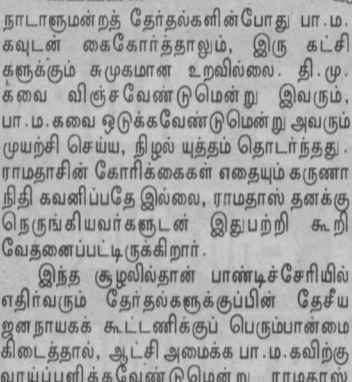 நாடாளுமன்றத் தேர்தல்களின்போது பா.ம.
கவுடன் கைகோர்த்தாலும், இரு கட்சி
களுக்கும் சுமுகமான உறவில்லை. தி.மு.
க்வை விஞ்சவேண்டுமென்று இவரும்,
பா.ம.கவை ஒடுக்கவேண்டுமென்று அவரும்
முயற்சி செய்ய, நிழல் யுத்தம் தொடர்ந்தது.
ராமதாசின் கோரிக்கைகள் எதையும் கருணா
நிதி கவனிப்பதே இல்லை, ராமதாஸ் தனக்கு
நெருங்கியவர்களுடன் இதுபற்றி கூறி
வேதனைப்பட்டிருக்கிறார்.
இந்த சூழலில்தான் பாண்டிச்சேரியில்
எதிர்வரும் தேர்தல்களுக்குப்பின் தேசீய
ஜனநாயகக் கூட்டணிக்குப் பெரும்பான்மை
கிடைத்தால், ஆட்சி அமைக்க பா.ம.கவிற்கு
வாய்ப்பளிக்கவேண்டுமென்று ராமதாஸ்